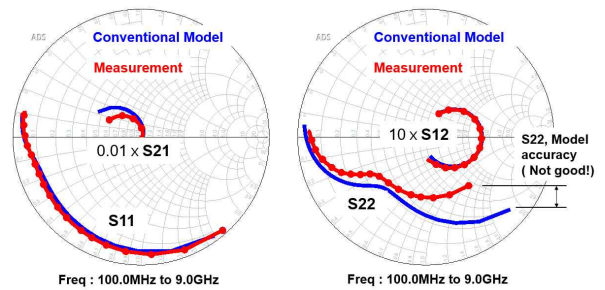 ADS
Conventional Model
Measurement
0.01 x S21
S11
Freq : 100.0MHz to 9.0GHz
ADS
Conventional Model
Measurement
10 x S12
S22
S22, Model
accuracy
( Not good!)
Freq : 100.0MHz to 9.0GHz